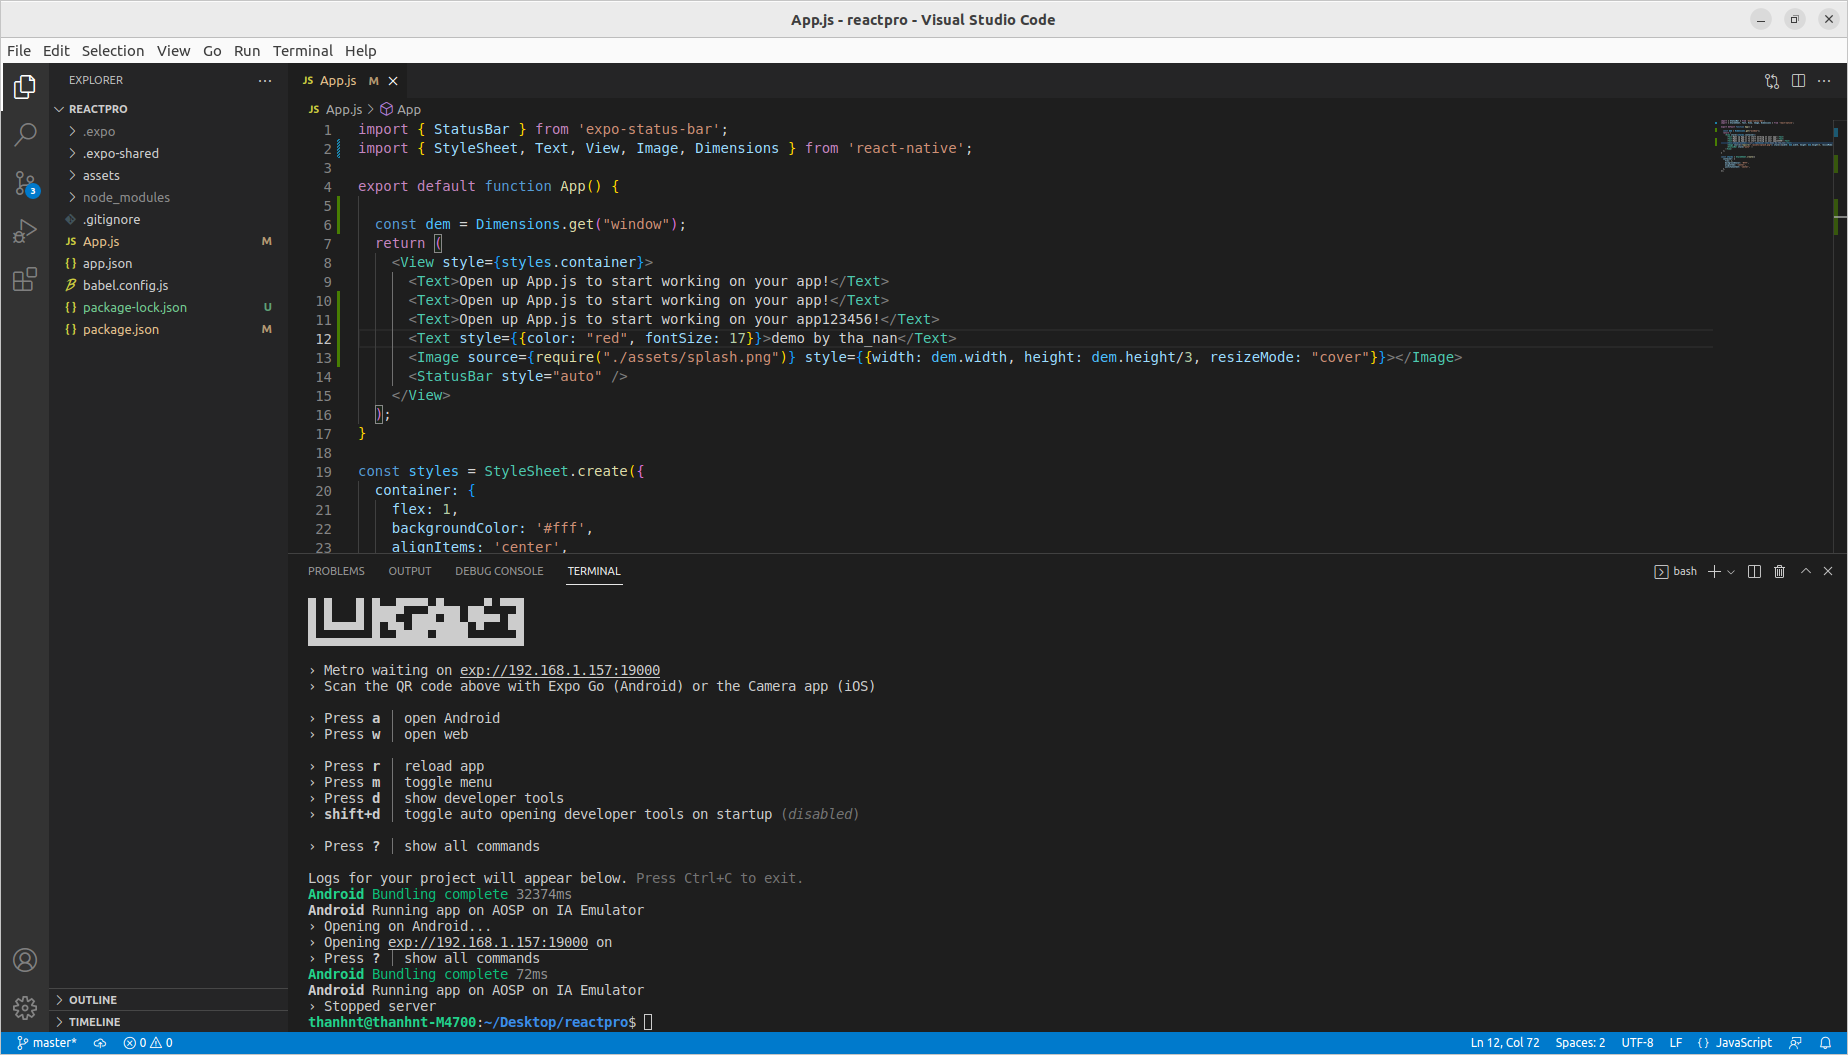 App.js - reactpro - Visual Studio Code
File Edit Selection View Go Run Terminal Help
EXPLORER
REACTPRO
.expo
.expo-shared
assets
node_modules
.gitignore
JS App.js M
{} app.json
babel.config.js
{} package-lock.json U
{} package.json M
3
OUTLINE
TIMELINE
JS App.js M
JS App.js > App
1 import { StatusBar } from 'expo-status-bar';
2 import { StyleSheet, Text, View, Image, Dimensions } from 'react-native';
3
4 export default function App() {
5
6 const dem = Dimensions.get("window");
7 return (
8 <View style={styles.container}>
9 <Text>Open up App.js to start working on your app!</Text>
10 <Text>Open up App.js to start working on your app!</Text>
11 <Text>Open up App.js to start working on your app123456!</Text>
12 <Text style={{color: "red", fontSize: 17}}>demo by tha_nan</Text>
13 <Image source={require("./assets/splash.png")} style={{width: dem.width, height: dem.height/3, resizeMode: "cover"}}></Image>
14 <StatusBar style="auto" />
15 </View>
16 );
17 }
18
19 const styles = StyleSheet.create({
20 container: {
21 flex: 1,
22 backgroundColor: '#fff',
23 alignItems: 'center',
PROBLEMS OUTPUT DEBUG CONSOLE TERMINAL
bash
› Metro waiting on exp://192.168.1.157:19000
› Scan the QR code above with Expo Go (Android) or the Camera app (iOS)
› Press a │ open Android
› Press w │ open web
› Press r │ reload app
› Press m │ toggle menu
› Press d │ show developer tools
› shift+d │ toggle auto opening developer tools on startup (disabled)
› Press ? │ show all commands
Logs for your project will appear below. Press Ctrl+C to exit.
Android Bundling complete 32374ms
Android Running app on AOSP on IA Emulator
› Opening on Android...
› Opening exp://192.168.1.157:19000 on
› Press ? │ show all commands
Android Bundling complete 72ms
Android Running app on AOSP on IA Emulator
› Stopped server
thanhnt@thanhnt-M4700:~/Desktop/reactpro$
master* 0 0 Ln 12, Col 72 Spaces: 2 UTF-8 LF {} JavaScript